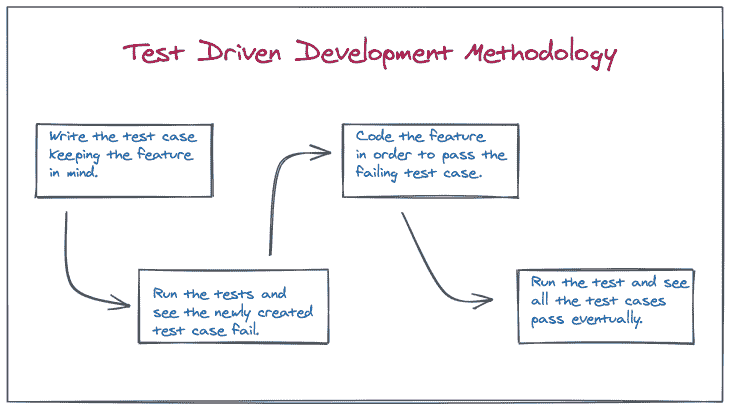 Test Driven Development Methodology
Write the test case
keeping the feature
in mind.
Run the tests and
see the newly created
test case fail.
Code the feature
in order to pass the
failing test case.
Run the test and see
all the test cases
pass eventually.